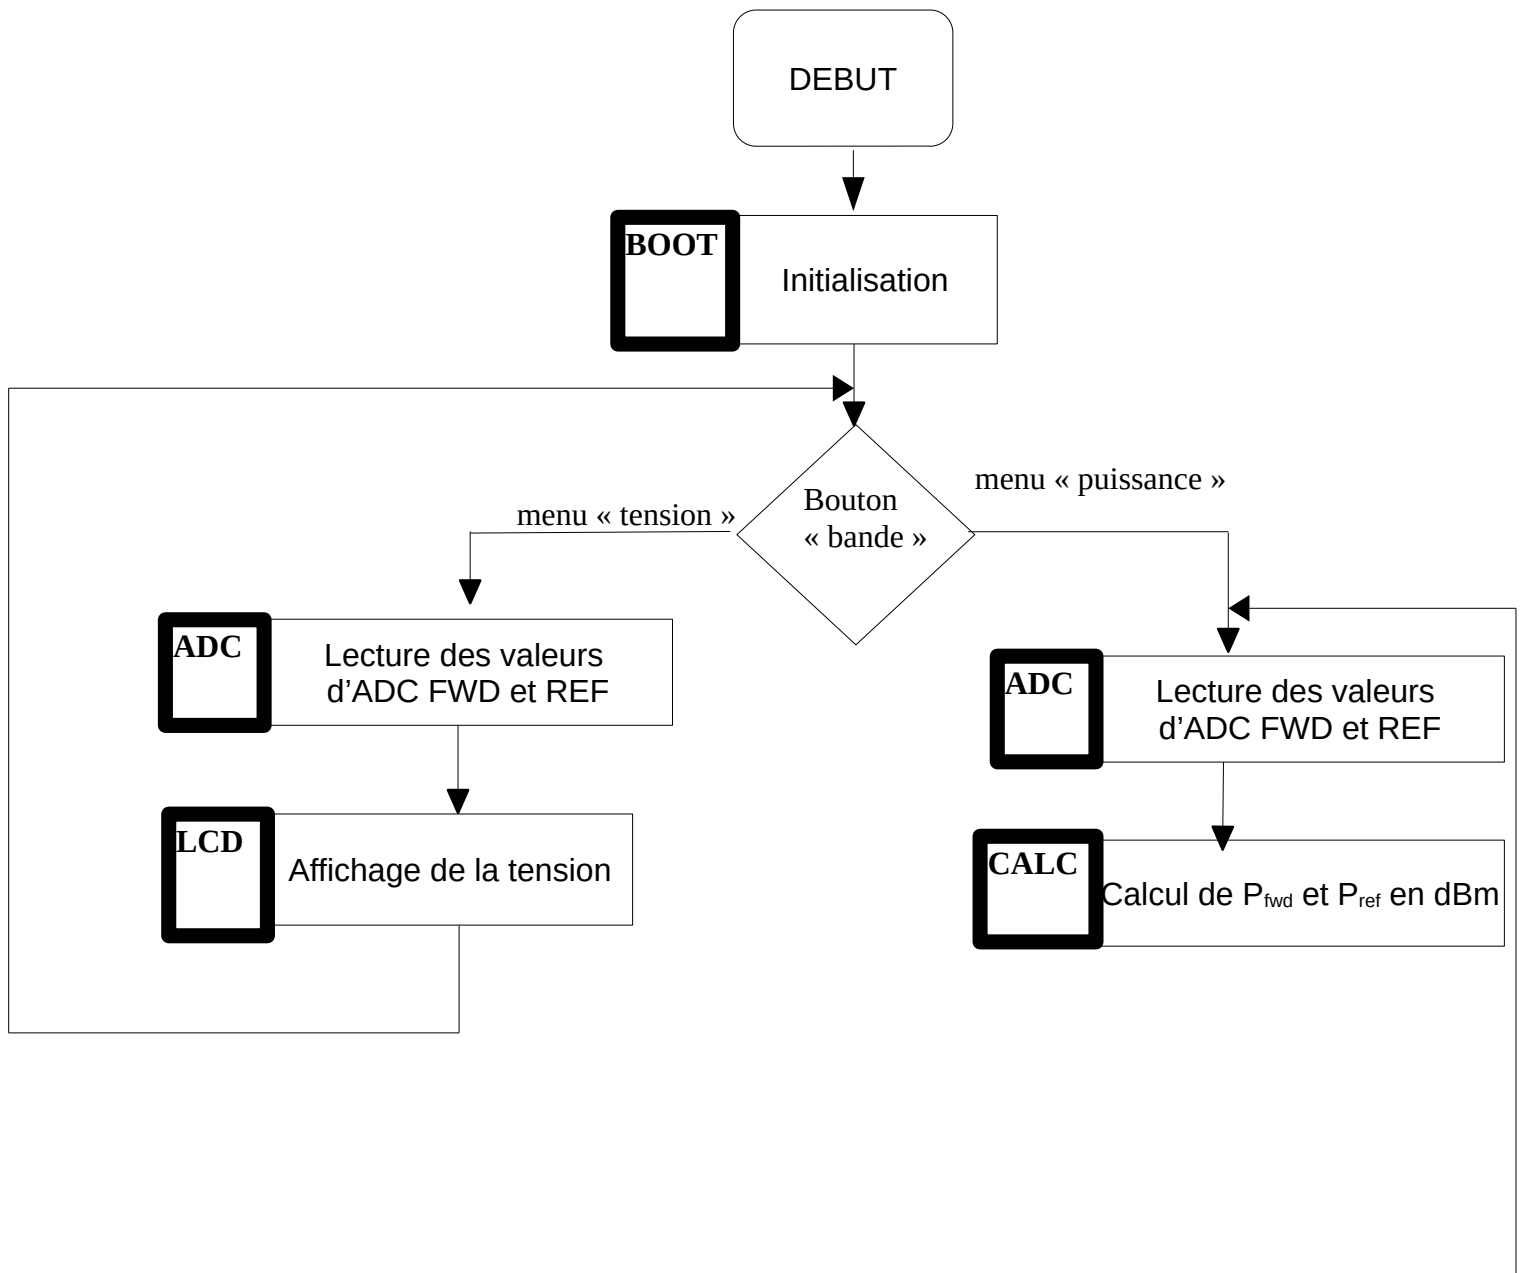 DEBUT
BOOT
Initialisation
menu « puissance »
menu « tension »
Bouton
« bande »
ADC
Lecture des valeurs
d’ADC FWD et REF
ADC
Lecture des valeurs
d’ADC FWD et REF
LCD
Affichage de la tension
CALC
Calcul de Pfwd et Pref en dBm